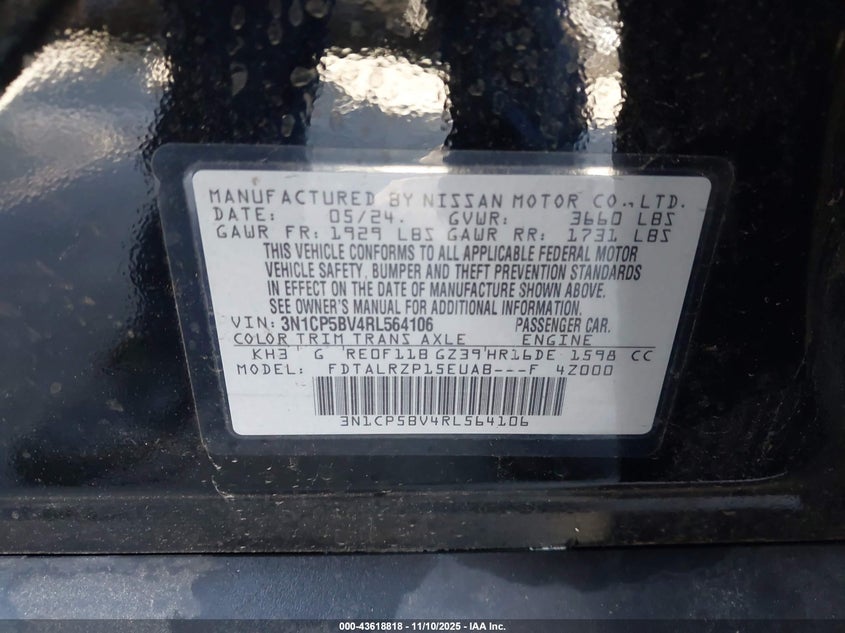 MANUFACTURED BY NISSAN MOTOR CO.,LTD.
DATE: 05/24. GVWR: 3660 LBS
GAWR FR: 1929 LBS GAWR RR: 1731 LBS
THIS VEHICLE CONFORMS TO ALL APPLICABLE FEDERAL MOTOR
VEHICLE SAFETY, BUMPER AND THEFT PREVENTION STANDARDS
IN EFFECT ON THE DATE OF MANUFACTURE SHOWN ABOVE.
SEE OWNER'S MANUAL FOR ADDITIONAL INFORMATION.
VIN: 3N1CP5BV4RL564106 PASSENGER CAR.
COLOR TRIM TRANS AXLE ENGINE
KH3 G RE0F11B GZ39 HR16DE 1598 CC
MODEL: FDTALRZP15EUAB---F 4Z000
3N1CP5BV4RL564106
000-43618818 - 11/10/2025 - IAA Inc.